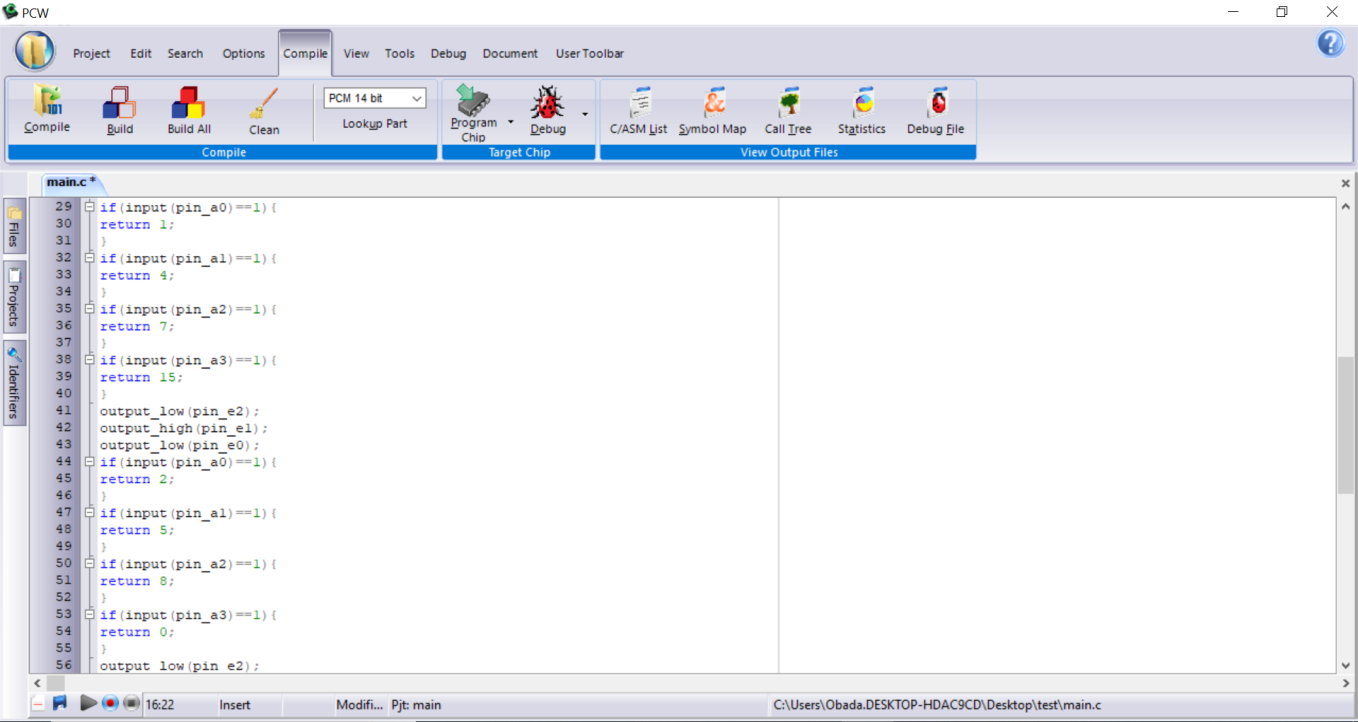 PCW
Project Edit Search Options Compile View Tools Debug Document User Toolbar
101
Compile Build Build All Clean
PCM 14 bit
Lookup Part
Program Chip Debug
C/ASM List Symbol Map Call Tree Statistics Debug File
Compile Target Chip View Output Files
main.c *
Files
Projects
Identifiers
29 if(input(pin_a0)==1){
30 return 1;
31 }
32 if(input(pin_a1)==1){
33 return 4;
34 }
35 if(input(pin_a2)==1){
36 return 7;
37 }
38 if(input(pin_a3)==1){
39 return 15;
40 }
41 output_low(pin_e2);
42 output_high(pin_e1);
43 output_low(pin_e0);
44 if(input(pin_a0)==1){
45 return 2;
46 }
47 if(input(pin_a1)==1){
48 return 5;
49 }
50 if(input(pin_a2)==1){
51 return 8;
52 }
53 if(input(pin_a3)==1){
54 return 0;
55 }
56 output_low(pin_e2);
16:22 Insert Modifi... Pjt: main C:\Users\Obada.DESKTOP-HDAC9CD\Desktop\test\main.c